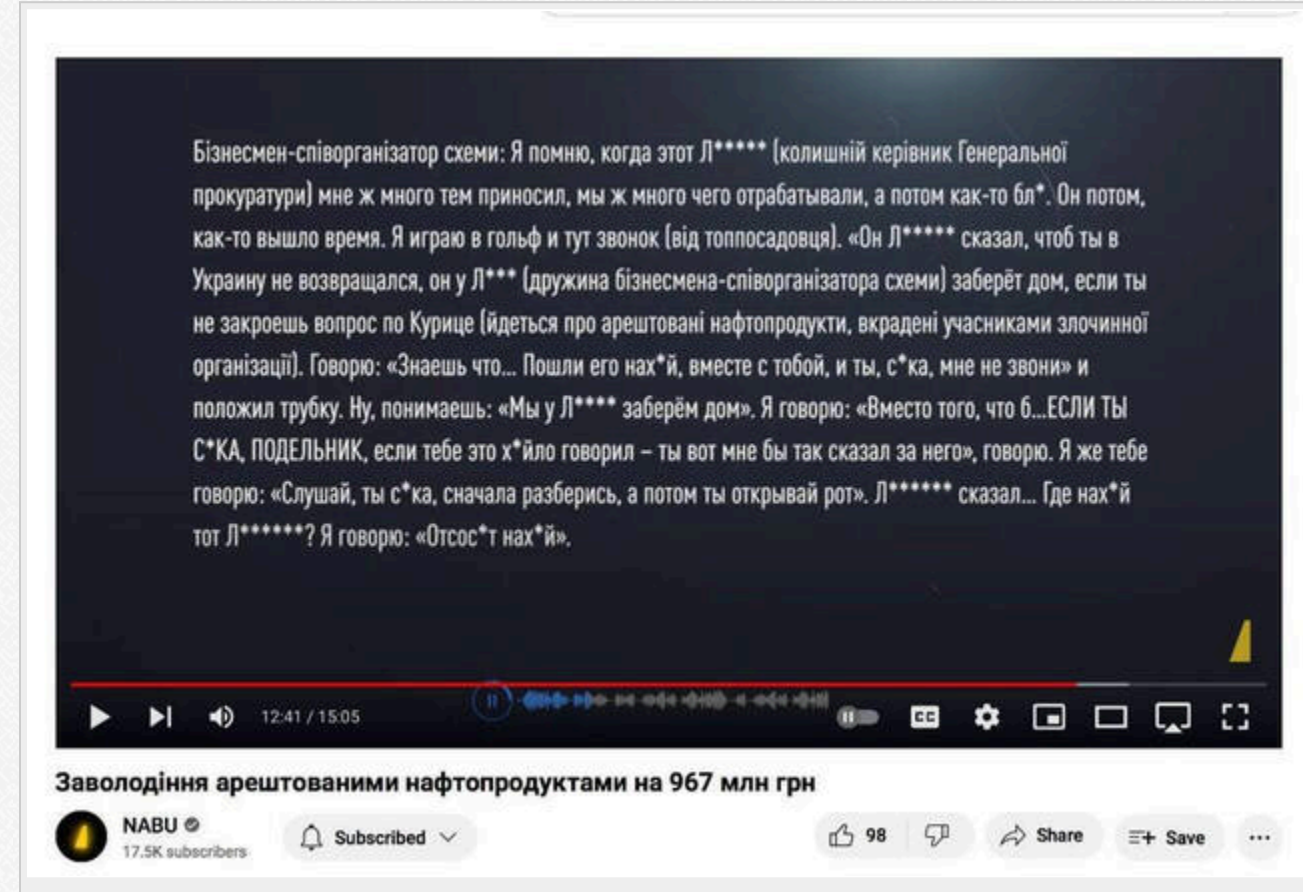 Бізнесмен-співорганізатор схеми: Я помню, когда этот Л***** (колишній керівник Генеральної
прокуратури) мне ж много тем приносил, мы ж много чего отрабатывали, а потом как-то бл*. Он потом,
как-то вышло время. Я играю в гольф и тут звонок (від топпосадовця). «Он Л***** сказал, чтоб ты в
Украину не возвращался, он у Л*** (дружина бізнесмена-співорганізатора схеми) заберёт дом, если ты
не закроешь вопрос по Курице (йдеться про арештовані нафтопродукти, вкрадені учасниками злочинної
організації). Говорю: «Знаешь что... Пошли его нах*й, вместе с тобой, и ты, с*ка, мне не звони» и
положил трубку. Ну, понимаешь: «Мы у Л**** заберём дом». Я говорю: «Вместо того, что б...ЕСЛИ ТЫ
С*КА, ПОДЕЛЬНИК, если тебе это х*йло говорил – ты вот мне бы так сказал за него», говорю. Я же тебе
говорю: «Слушай, ты с*ка, сначала разберись, а потом ты открывай рот». Л****** сказал... Где нах*й
тот Л******? Я говорю: «Отсос*т нах*й».
12:41 / 15:05
CC
Заволодіння арештованими нафтопродуктами на 967 млн грн
NABU
17.5K subscribers
Subscribed
98
Share
Save